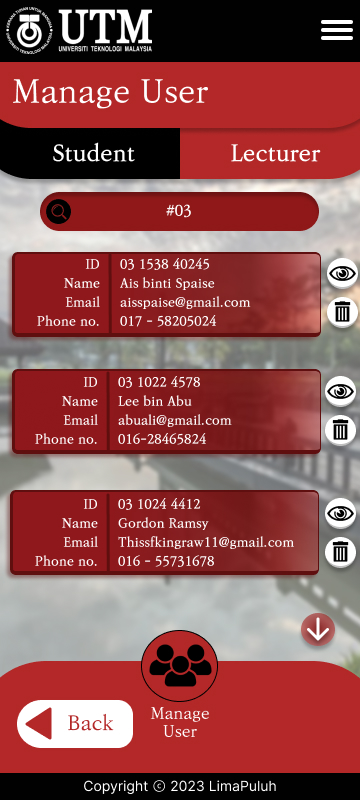 UTM
UNIVERSITI TEKNOLOGI MALAYSIA
Manage User
Student
Lecturer
#03
ID 03 1538 40245
Name Ais binti Spaise
Email aisspaise@gmail.com
Phone no. 017 - 58205024
ID 03 1022 4578
Name Lee bin Abu
Email abuali@gmail.com
Phone no. 016-28465824
ID 03 1024 4412
Name Gordon Ramsy
Email Thissfkingraw11@gmail.com
Phone no. 016 - 55731678
Back
Manage
User
Copyright © 2023 LimaPuluh